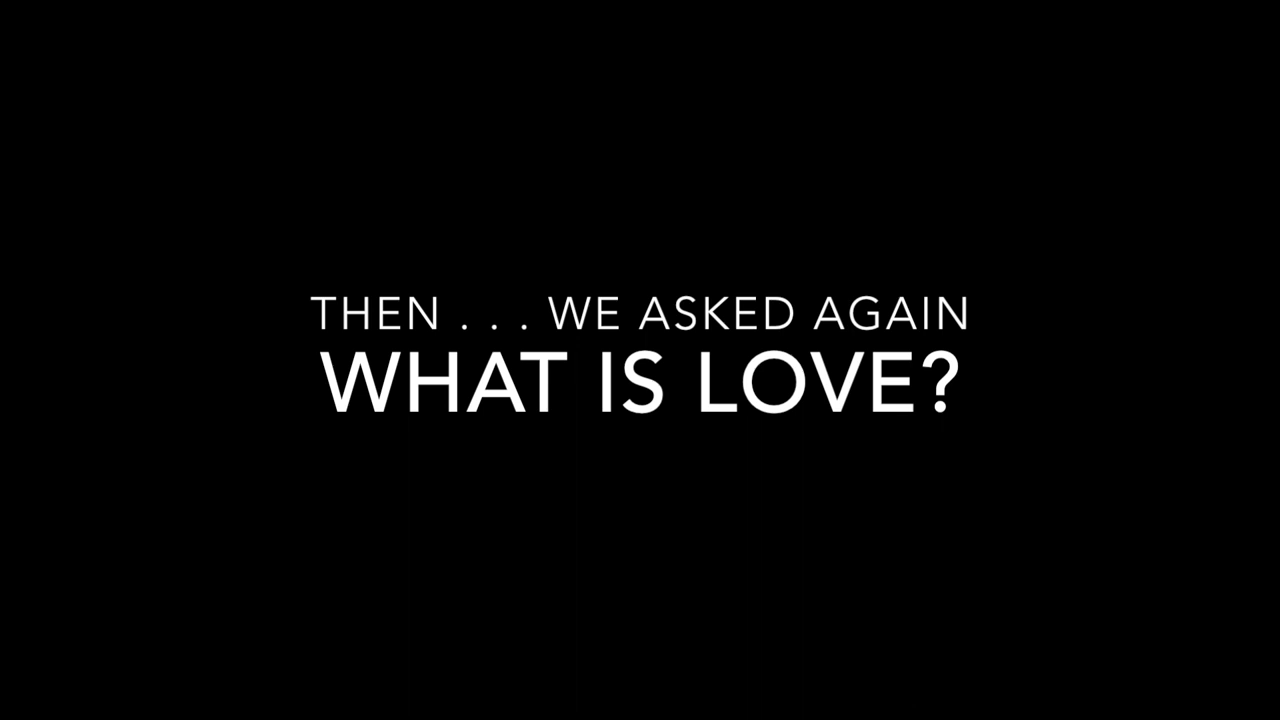 THEN . . . WE ASKED AGAIN
WHAT IS LOVE?